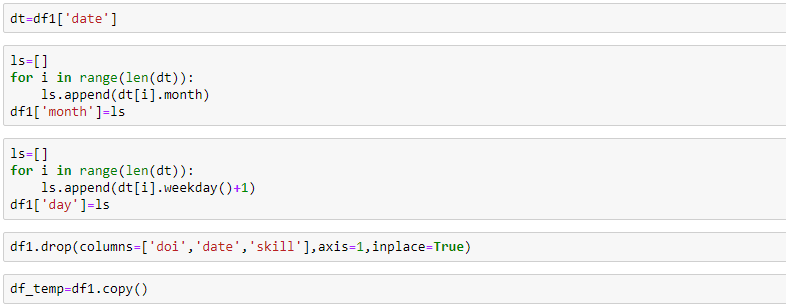 dt=df1['date']
ls=[]
for i in range(len(dt)):
    ls.append(dt[i].month)
df1['month']=ls
ls=[]
for i in range(len(dt)):
    ls.append(dt[i].weekday()+1)
df1['day']=ls
df1.drop(columns=['doi','date','skill'],axis=1,inplace=True)
df_temp=df1.copy()